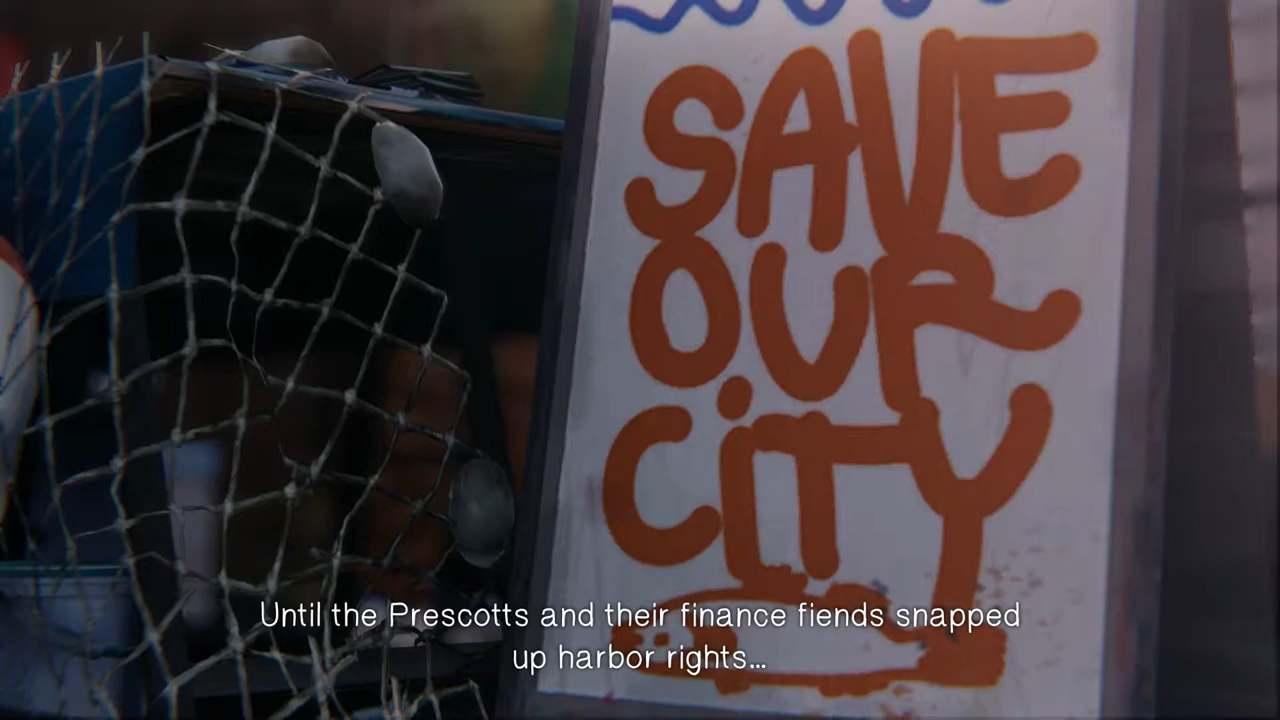 SAVE
OUR
CiTY
Until the Prescotts and their finance fiends snapped
up harbor rights...